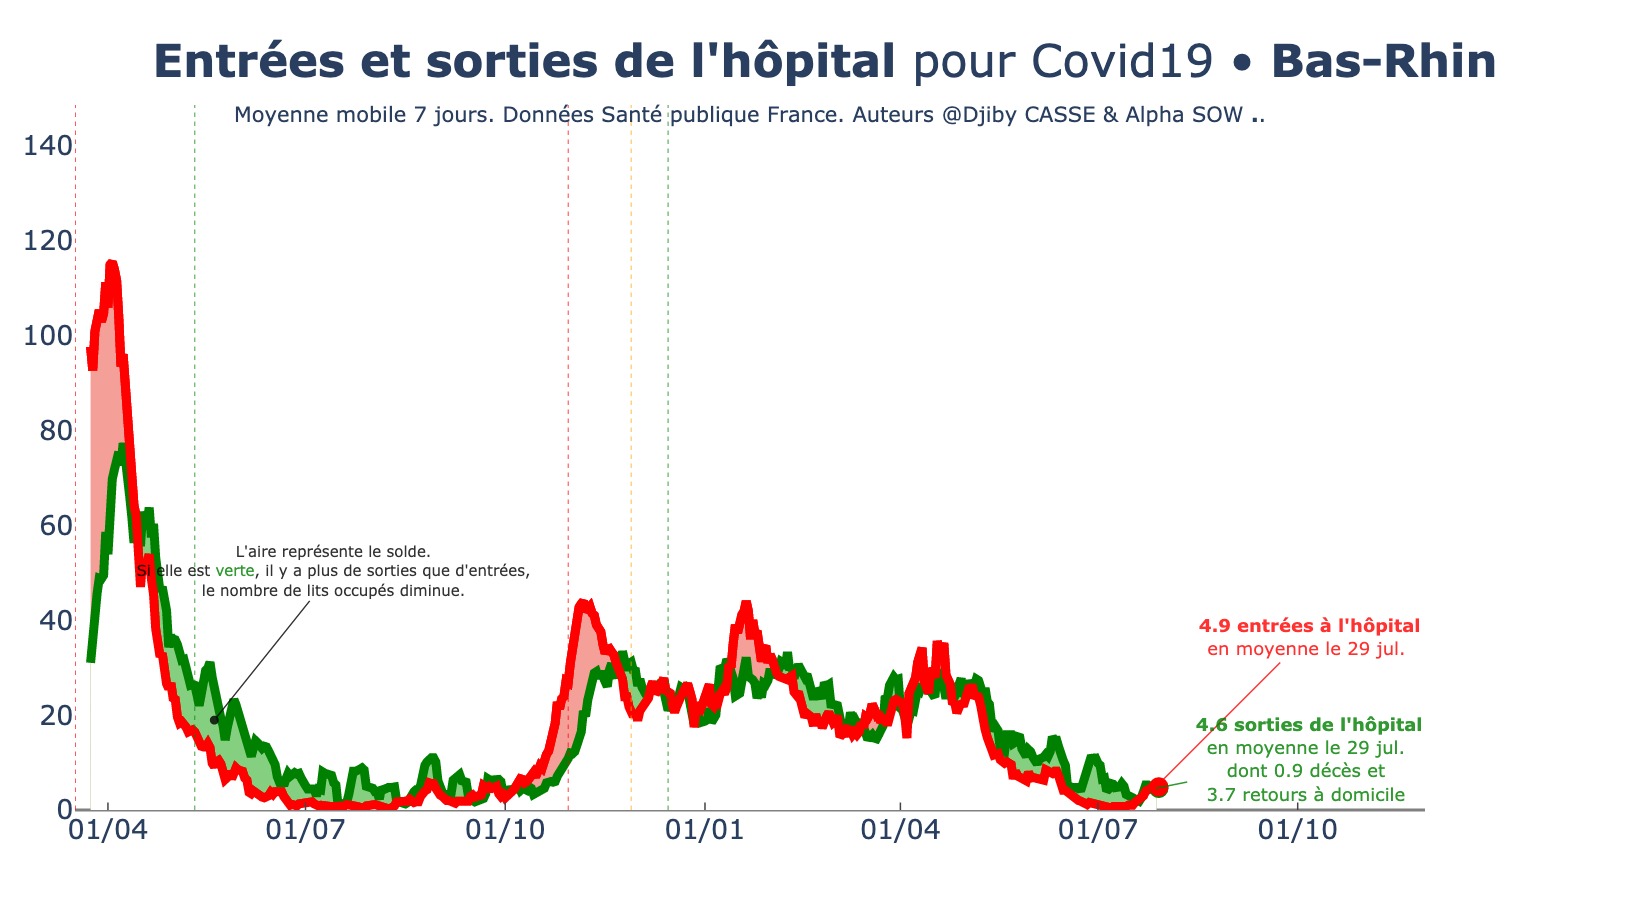 Entrées et sorties de l'hôpital pour Covid19 • Bas-Rhin
Moyenne mobile 7 jours. Données Santé publique France. Auteurs @Djiby CASSE & Alpha SOW ..
140
120
100
80
60
40
20
0
L'aire représente le solde.
Si elle est verte, il y a plus de sorties que d'entrées,
le nombre de lits occupés diminue.
4.9 entrées à l'hôpital
en moyenne le 29 jul.
4.6 sorties de l'hôpital
en moyenne le 29 jul.
dont 0.9 décès et
3.7 retours à domicile
01/04
01/07
01/10
01/01
01/04
01/07
01/10